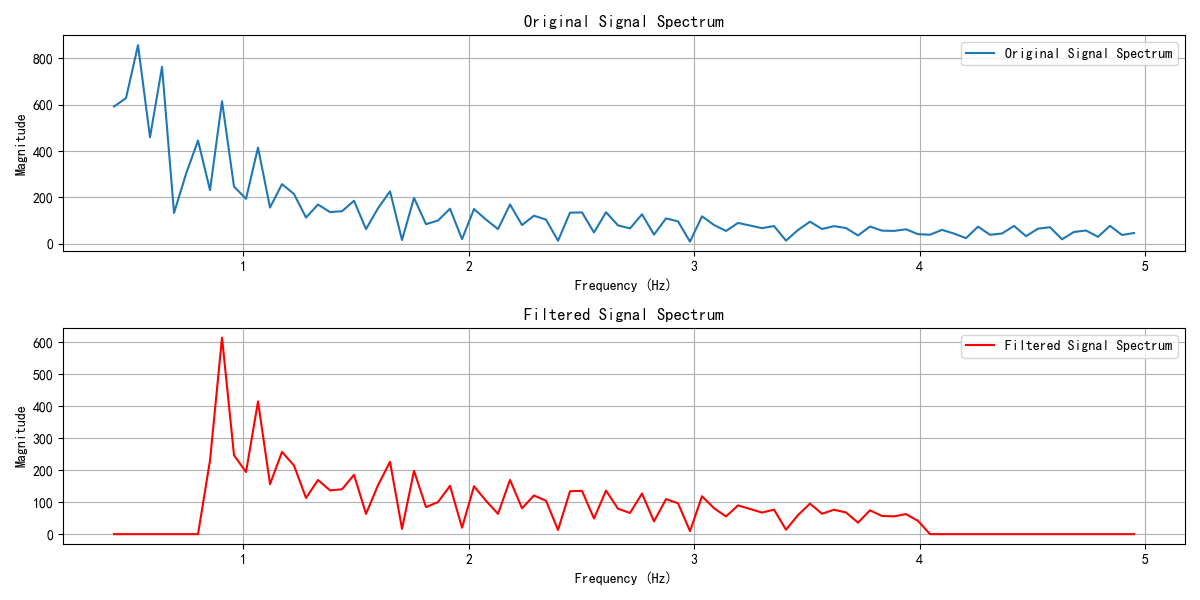 Original Signal Spectrum
Original Signal Spectrum
Magnitude
800
600
400
200
0
1 2 3 4 5
Frequency (Hz)
Filtered Signal Spectrum
Filtered Signal Spectrum
Magnitude
600
500
400
300
200
100
0
1 2 3 4 5
Frequency (Hz)